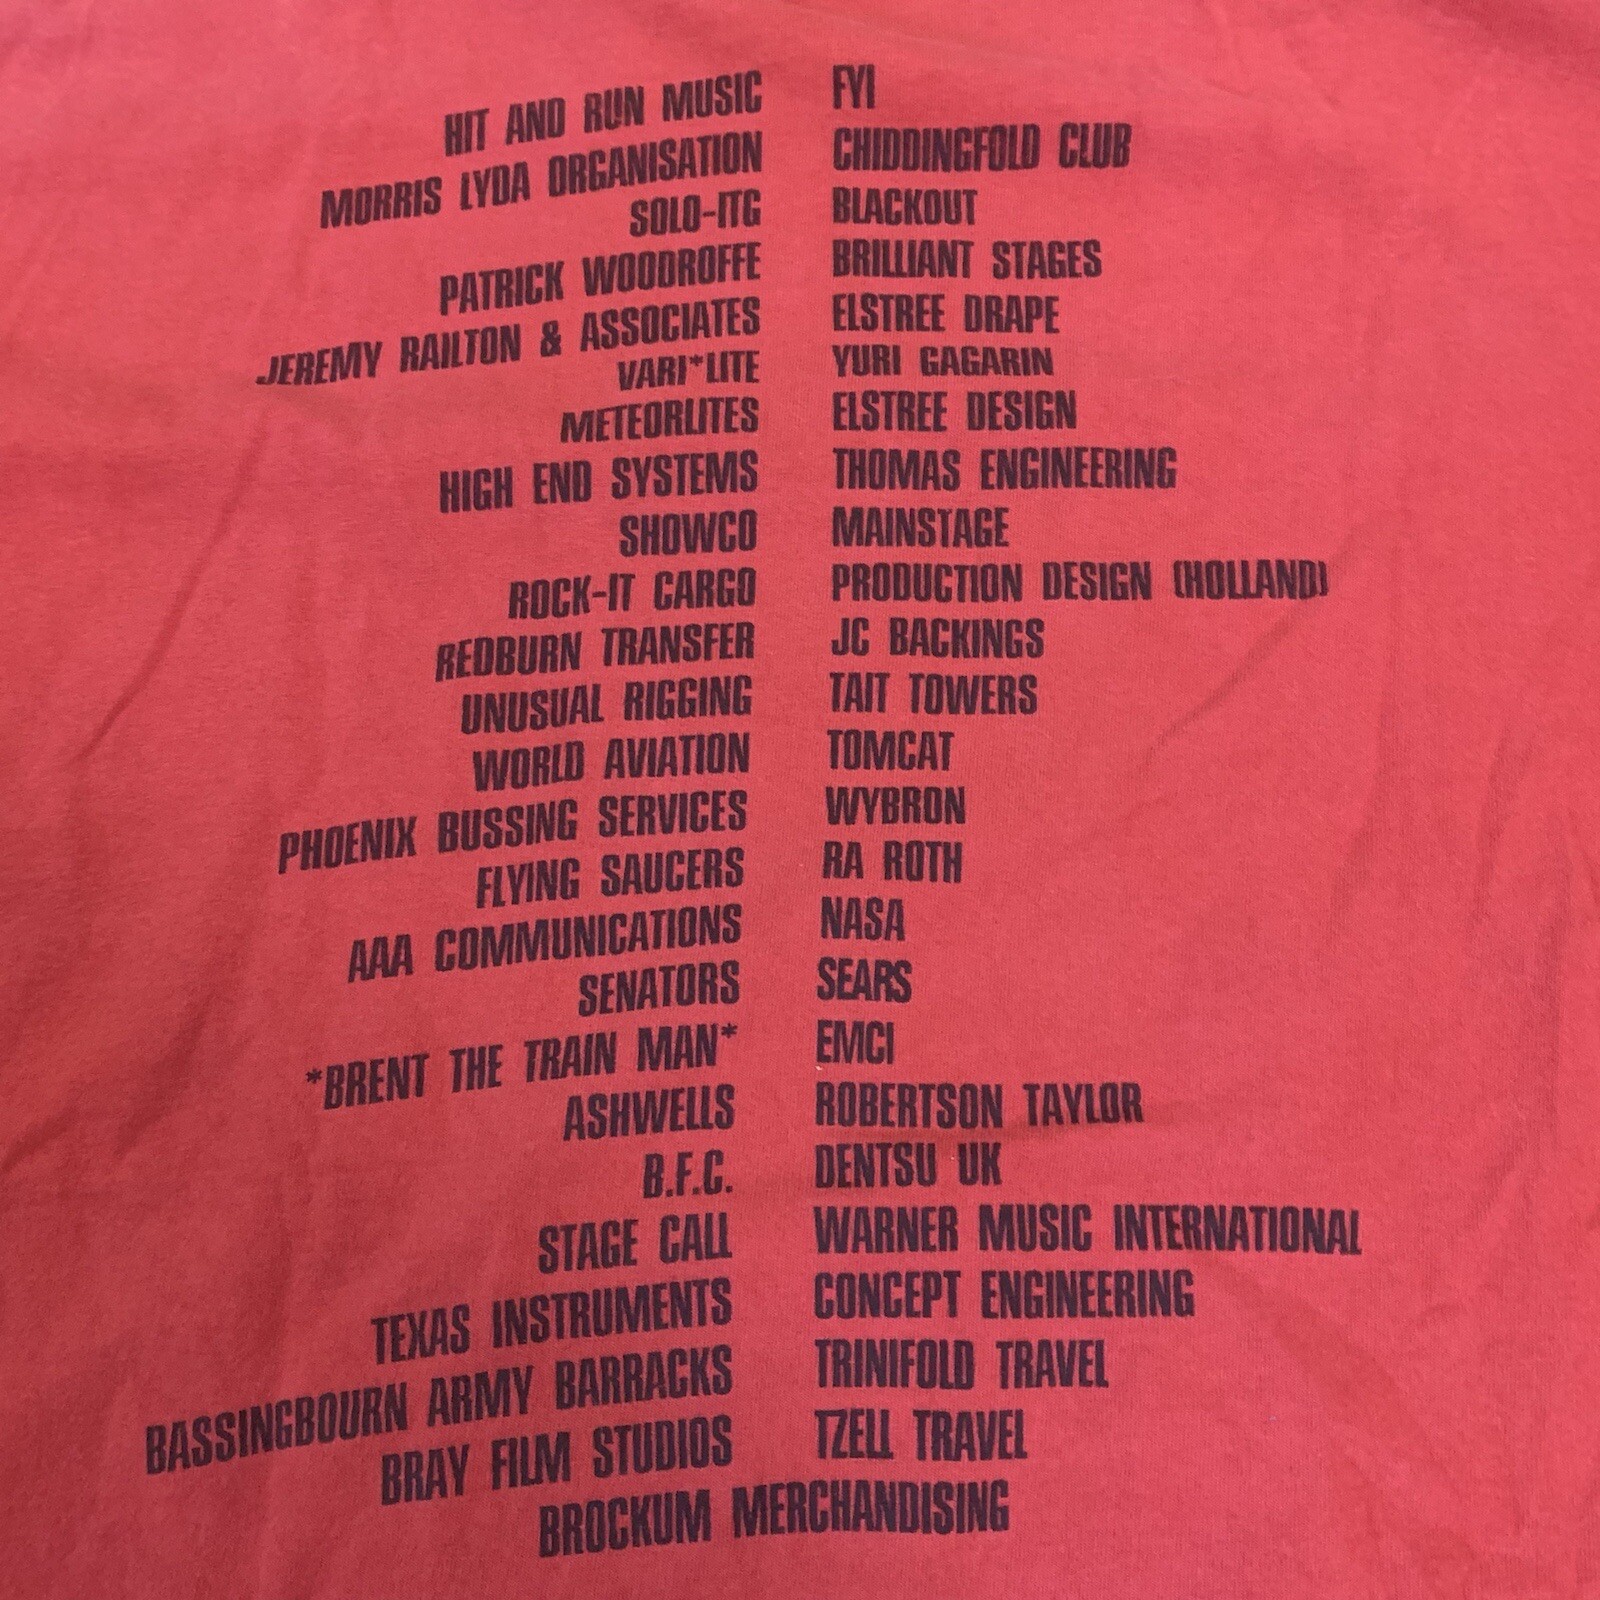 HIT AND RUN MUSIC
MORRIS LYDA ORGANISATION
SOLO-ITG
PATRICK WOODROFFE
JEREMY RAILTON & ASSOCIATES
VARI*LITE
METEORLITES
HIGH END SYSTEMS
SHOWCO
ROCK-IT CARGO
REDBURN TRANSFER
UNUSUAL RIGGING
WORLD AVIATION
PHOENIX BUSSING SERVICES
FLYING SAUCERS
AAA COMMUNICATIONS
SENATORS
*BRENT THE TRAIN MAN*
ASHWELLS
B.F.C.
STAGE CALL
TEXAS INSTRUMENTS
BASSINGBOURN ARMY BARRACKS
BRAY FILM STUDIOS
FYI
CHIDDINGFOLD CLUB
BLACKOUT
BRILLIANT STAGES
ELSTREE DRAPE
YURI GAGARIN
ELSTREE DESIGN
THOMAS ENGINEERING
MAINSTAGE
PRODUCTION DESIGN (HOLLAND)
JC BACKINGS
TAIT TOWERS
TOMCAT
WYBRON
RA ROTH
NASA
SEARS
EMCI
ROBERTSON TAYLOR
DENTSU UK
WARNER MUSIC INTERNATIONAL
CONCEPT ENGINEERING
TRINIFOLD TRAVEL
TZELL TRAVEL
BROCKUM MERCHANDISING